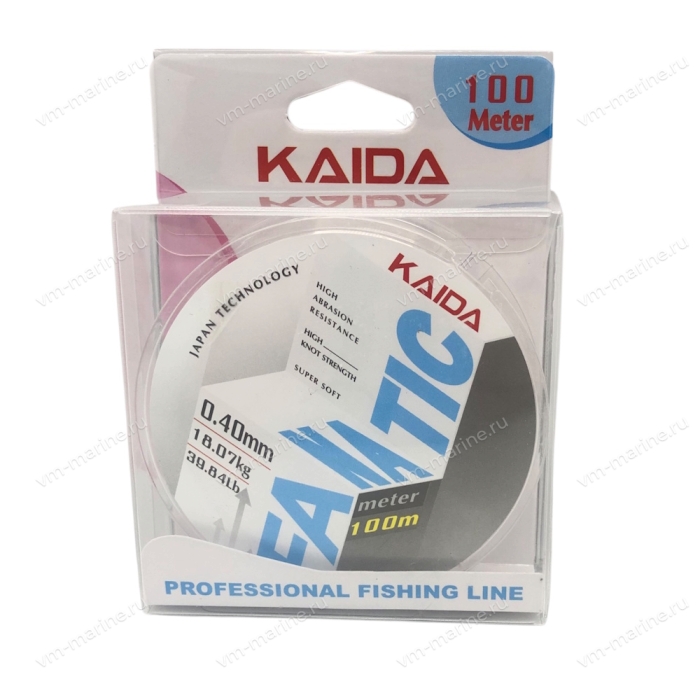 100
Meter
KAIDA
KAIDA
JAPAN TECHNOLOGY
HIGH
ABRASION
RESISTANCE
HIGH
KNOT STRENGTH
SUPER SOFT
0.40mm
18.07kg
39.84Lb
FANATIC
meter
100m
PROFESSIONAL FISHING LINE
vm-marine.ru